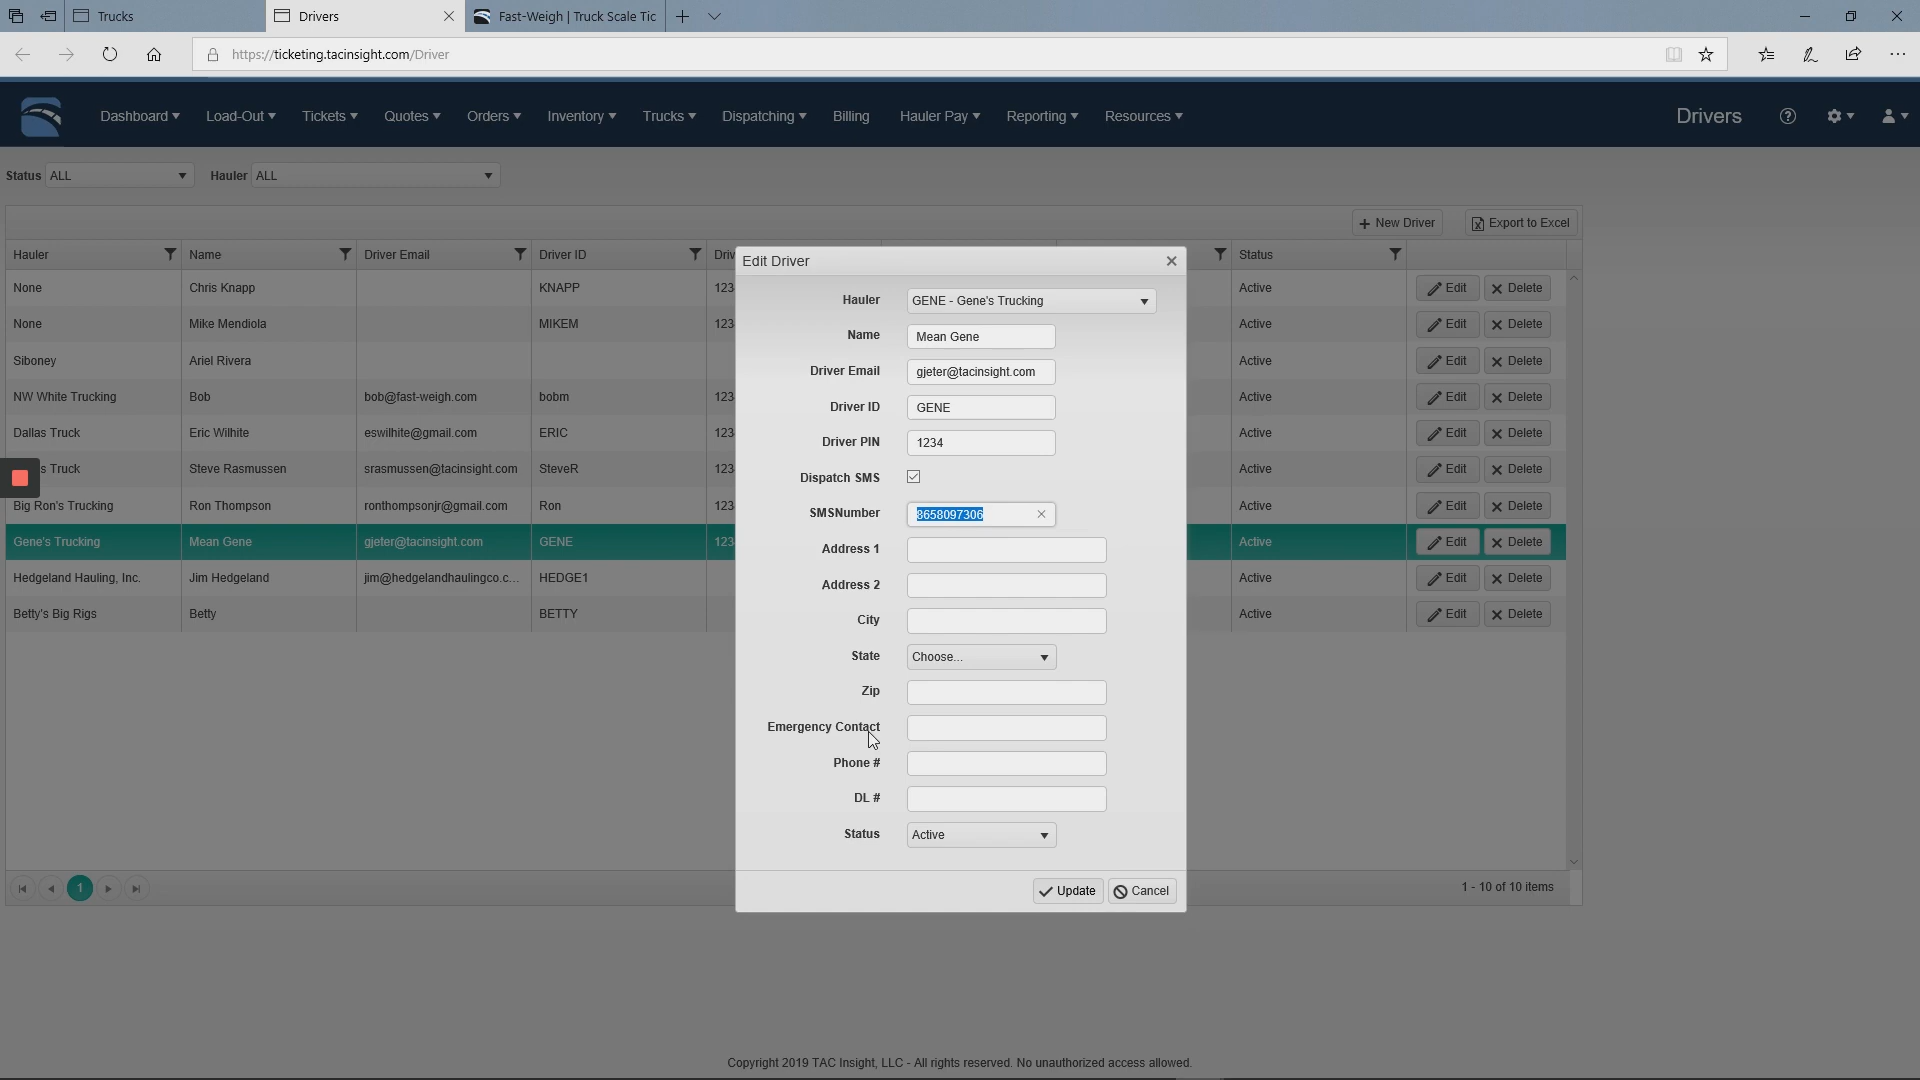 Trucks
Drivers
Fast-Weigh | Truck Scale Tic
https://ticketing.tacinsight.com/Driver
Dashboard Load-Out Tickets Quotes Orders Inventory Trucks Dispatching Billing Hauler Pay Reporting Resources Drivers
Status ALL Hauler ALL
New Driver Export to Excel
Hauler Name Driver Email Driver ID Driv Status
None Chris Knapp KNAPP 123 Active Edit Delete
None Mike Mendiola MIKEM 123 Active Edit Delete
Siboney Ariel Rivera Active Edit Delete
NW White Trucking Bob bob@fast-weigh.com bobm 123 Active Edit Delete
Dallas Truck Eric Wilhite eswilhite@gmail.com ERIC 123 Active Edit Delete
s Truck Steve Rasmussen srasmussen@tacinsight.com SteveR 123 Active Edit Delete
Big Ron's Trucking Ron Thompson ronthompsonjr@gmail.com Ron 123 Active Edit Delete
Gene's Trucking Mean Gene gjeter@tacinsight.com GENE 123 Active Edit Delete
Hedgeland Hauling, Inc. Jim Hedgeland jim@hedgelandhaulingco.c... HEDGE1 Active Edit Delete
Betty's Big Rigs Betty BETTY Active Edit Delete
Edit Driver
Hauler GENE - Gene's Trucking
Name Mean Gene
Driver Email gjeter@tacinsight.com
Driver ID GENE
Driver PIN 1234
Dispatch SMS
SMSNumber 8658097306
Address 1
Address 2
City
State Choose...
Zip
Emergency Contact
Phone #
DL #
Status Active
Update Cancel
1
1 - 10 of 10 items
Copyright 2019 TAC Insight, LLC - All rights reserved. No unauthorized access allowed.